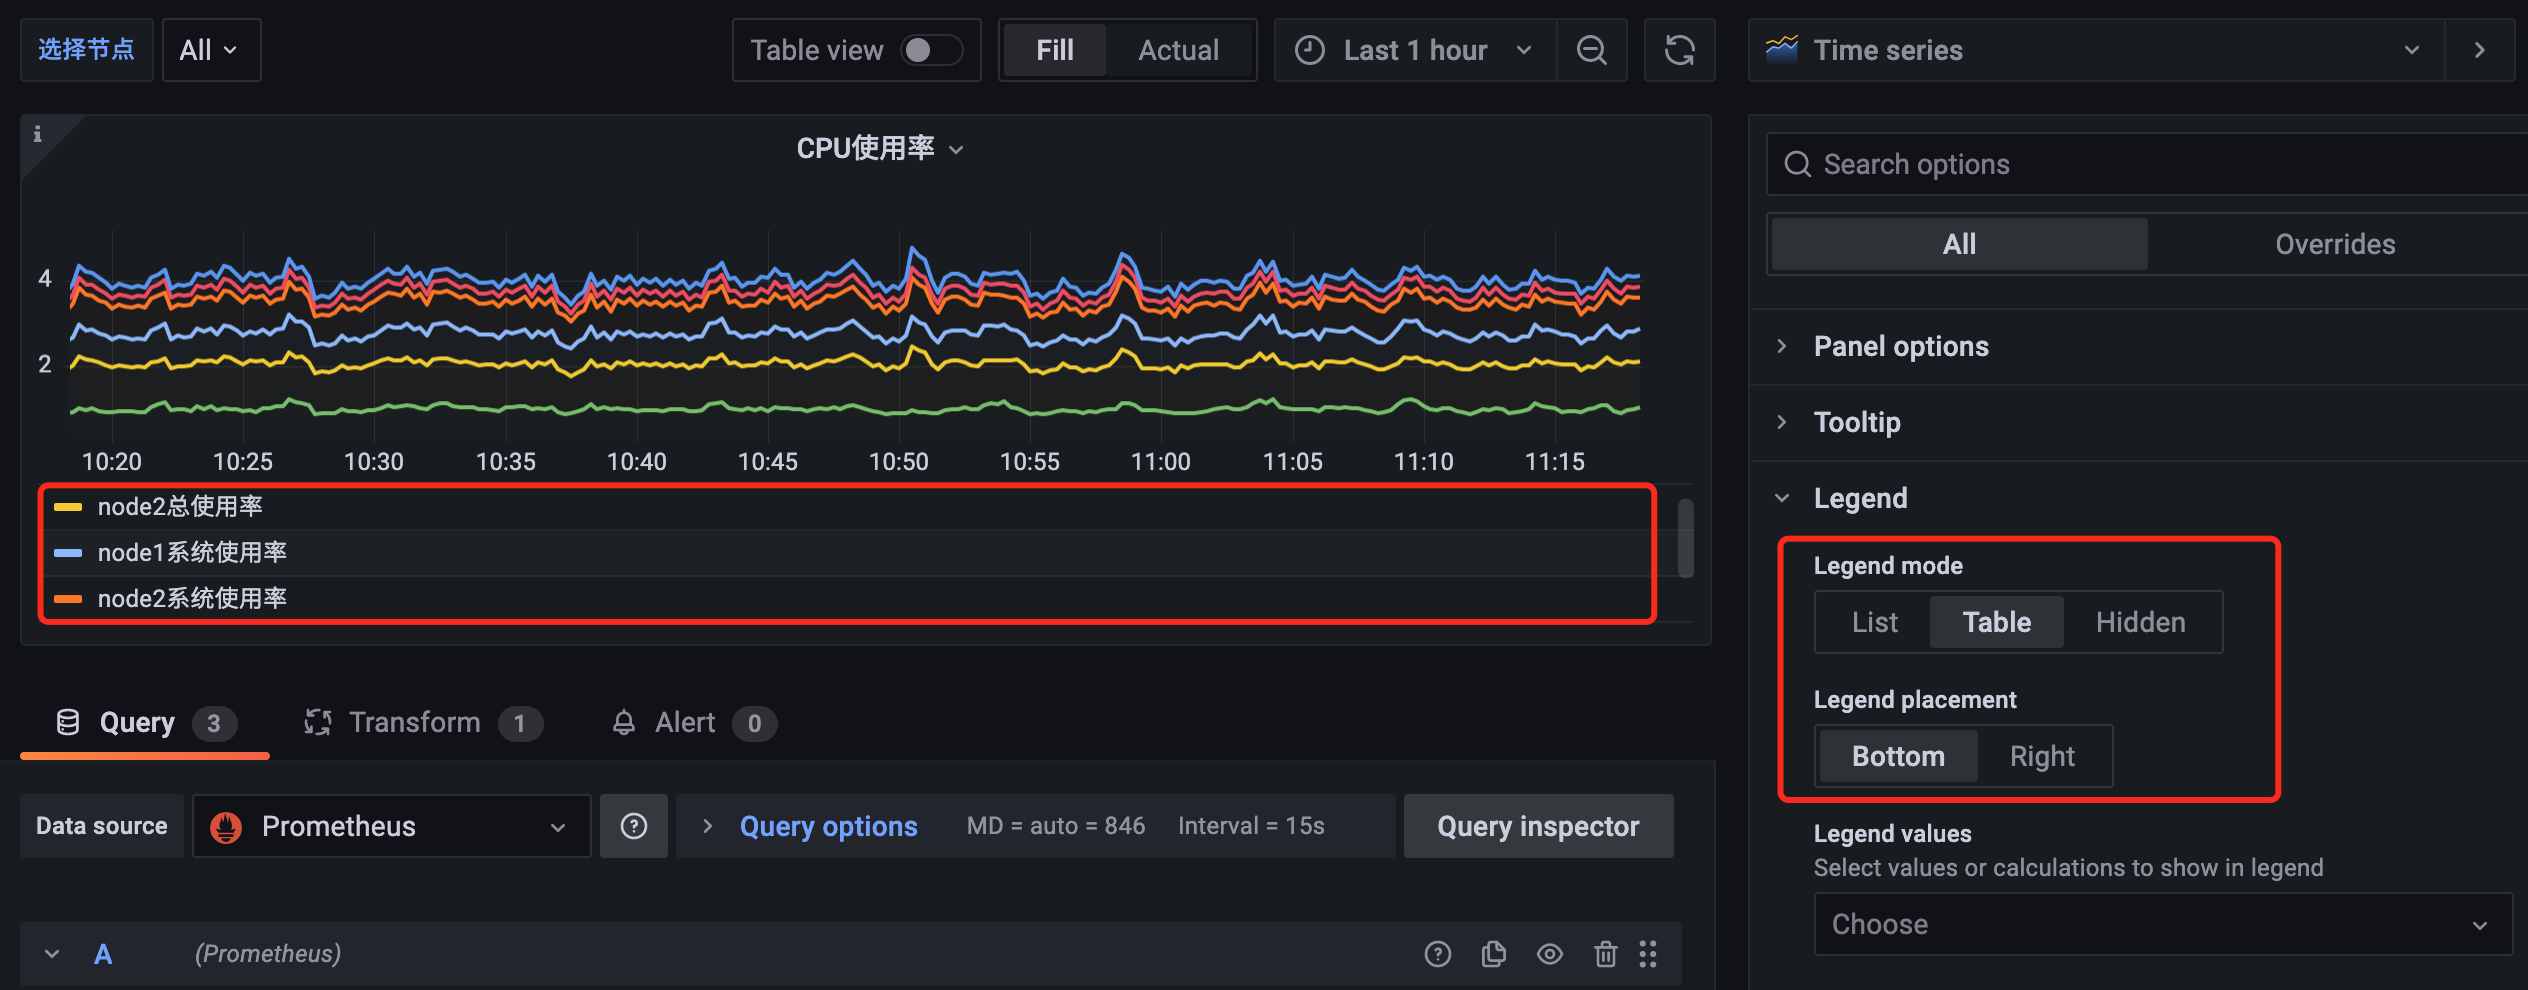 选择节点 All Table view Fill Actual Last 1 hour Time series
CPU使用率
4
2
10:20 10:25 10:30 10:35 10:40 10:45 10:50 10:55 11:00 11:05 11:10 11:15
node2总使用率
node1系统使用率
node2系统使用率
Query 3 Transform 1 Alert 0
Data source Prometheus Query options MD = auto = 846 Interval = 15s Query inspector
A (Prometheus)
Search options
All Overrides
Panel options
Tooltip
Legend
Legend mode
List Table Hidden
Legend placement
Bottom Right
Legend values
Select values or calculations to show in legend
Choose